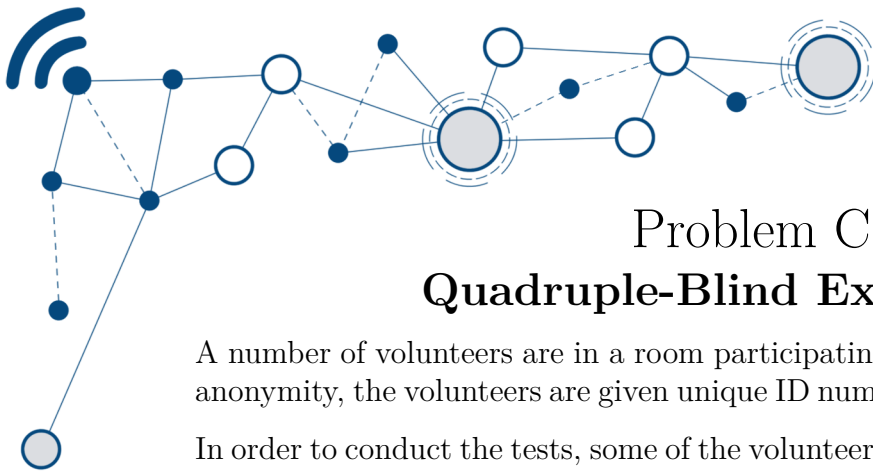 Problem C
Quadruple-Blind Ex
A number of volunteers are in a room participatin
anonymity, the volunteers are given unique ID num
In order to conduct the tests, some of the volunteer